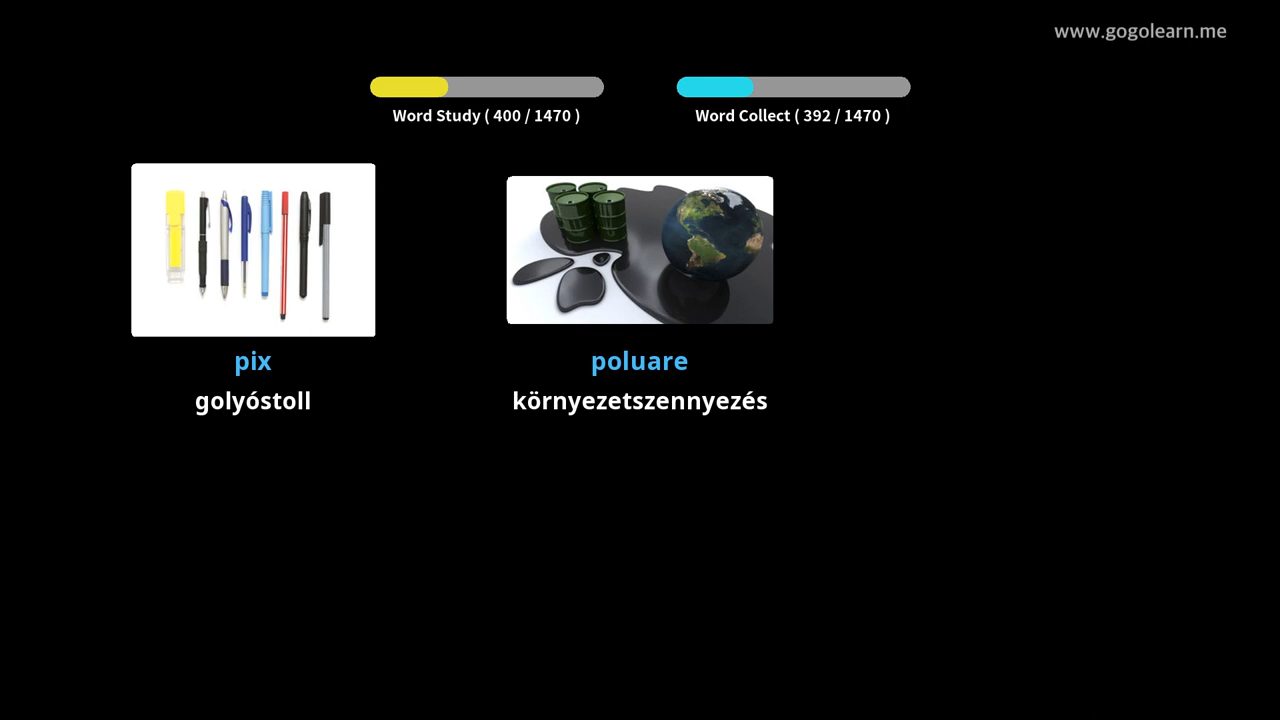 www.gogolearn.me
Word Study ( 400 / 1470 )
Word Collect ( 392 / 1470 )
pix
golyóstoll
poluare
környezetszennyezés